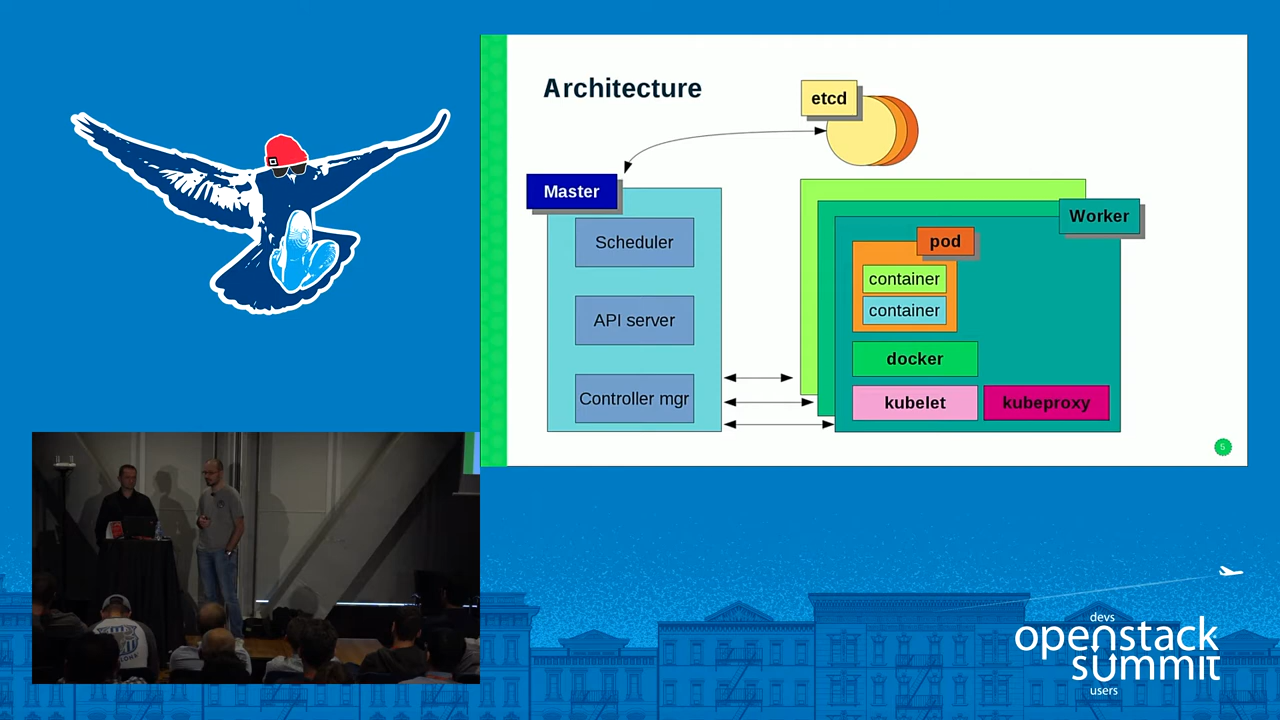 Architecture
etcd
Master
Scheduler
API server
Controller mgr
Worker
pod
container
container
docker
kubelet
kubeproxy
5
devs
openstack
summit
users